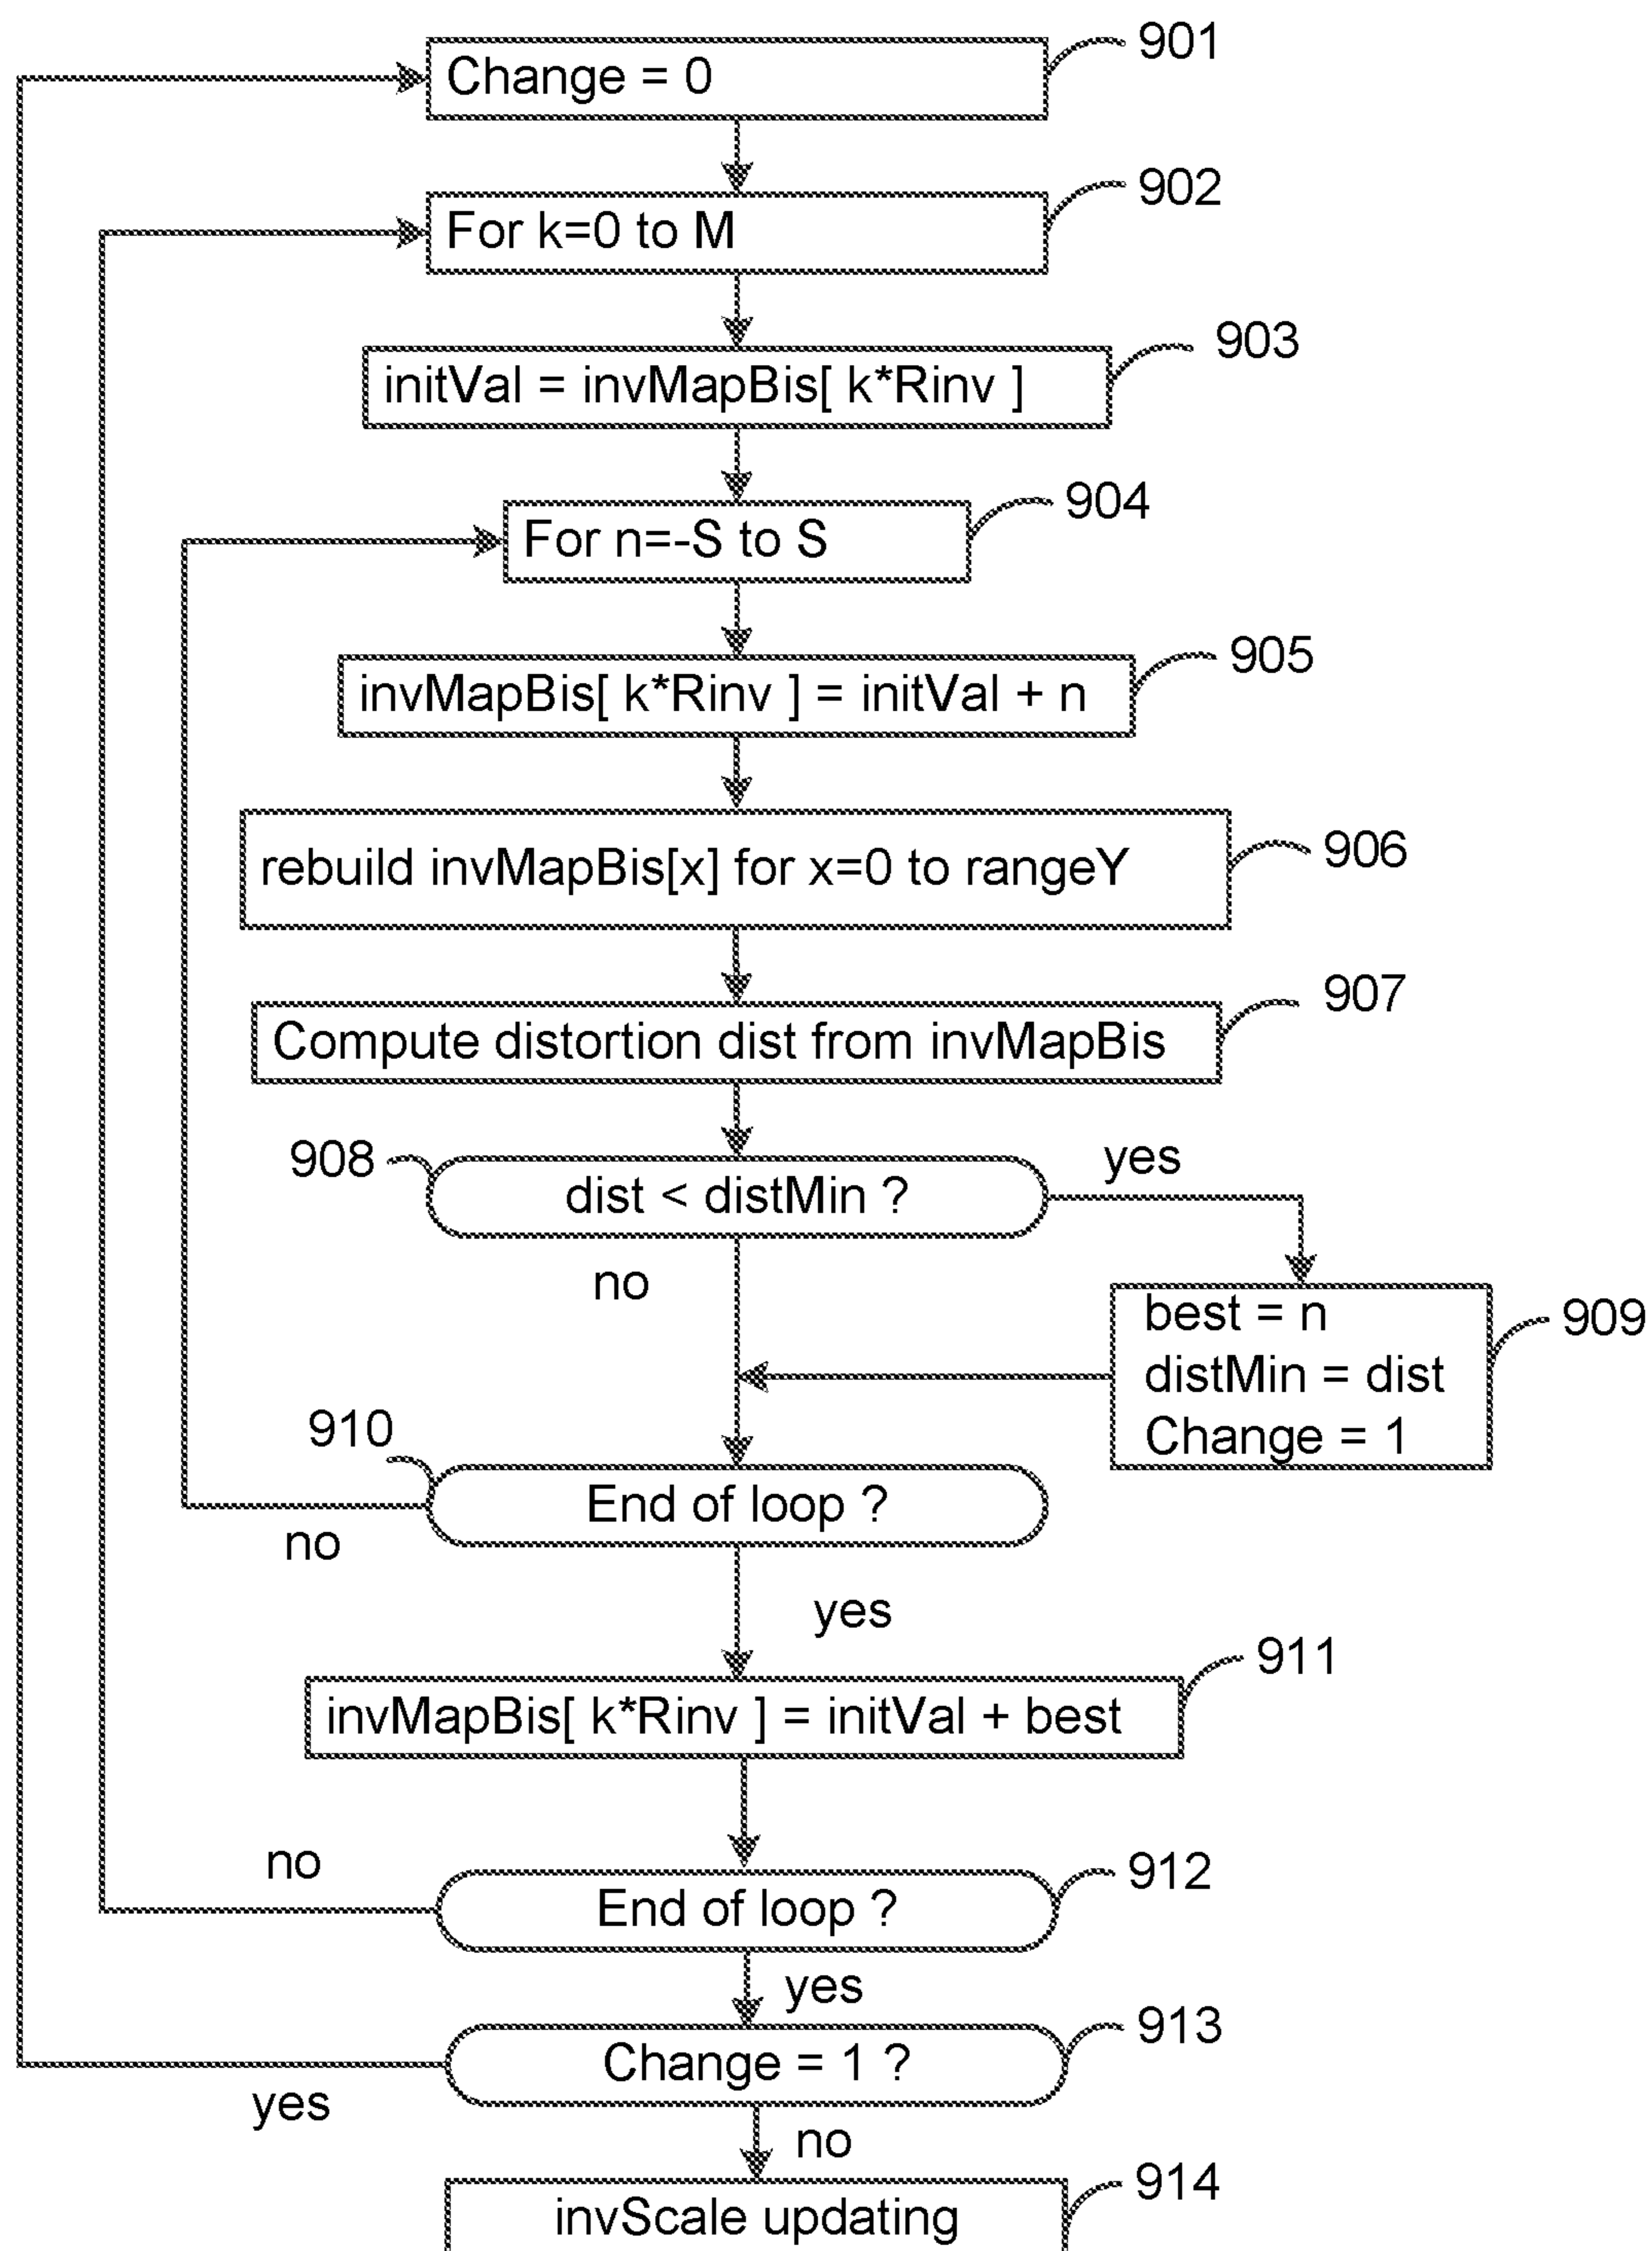 901
Change = 0
902
For k=0 to M
903
initVal = invMapBis[ k*Rinv ]
904
For n=-S to S
905
invMapBis[ k*Rinv ] = initVal + n
906
rebuild invMapBis[x] for x=0 to rangeY
907
Compute distortion dist from invMapBis
908
yes
dist < distMin ?
no
best = n
909
distMin = dist
910
Change = 1
End of loop ?
no
yes
911
invMapBis[ k*Rinv ] = initVal + best
no
912
End of loop ?
yes
913
Change = 1 ?
yes
no
914
invScale updating